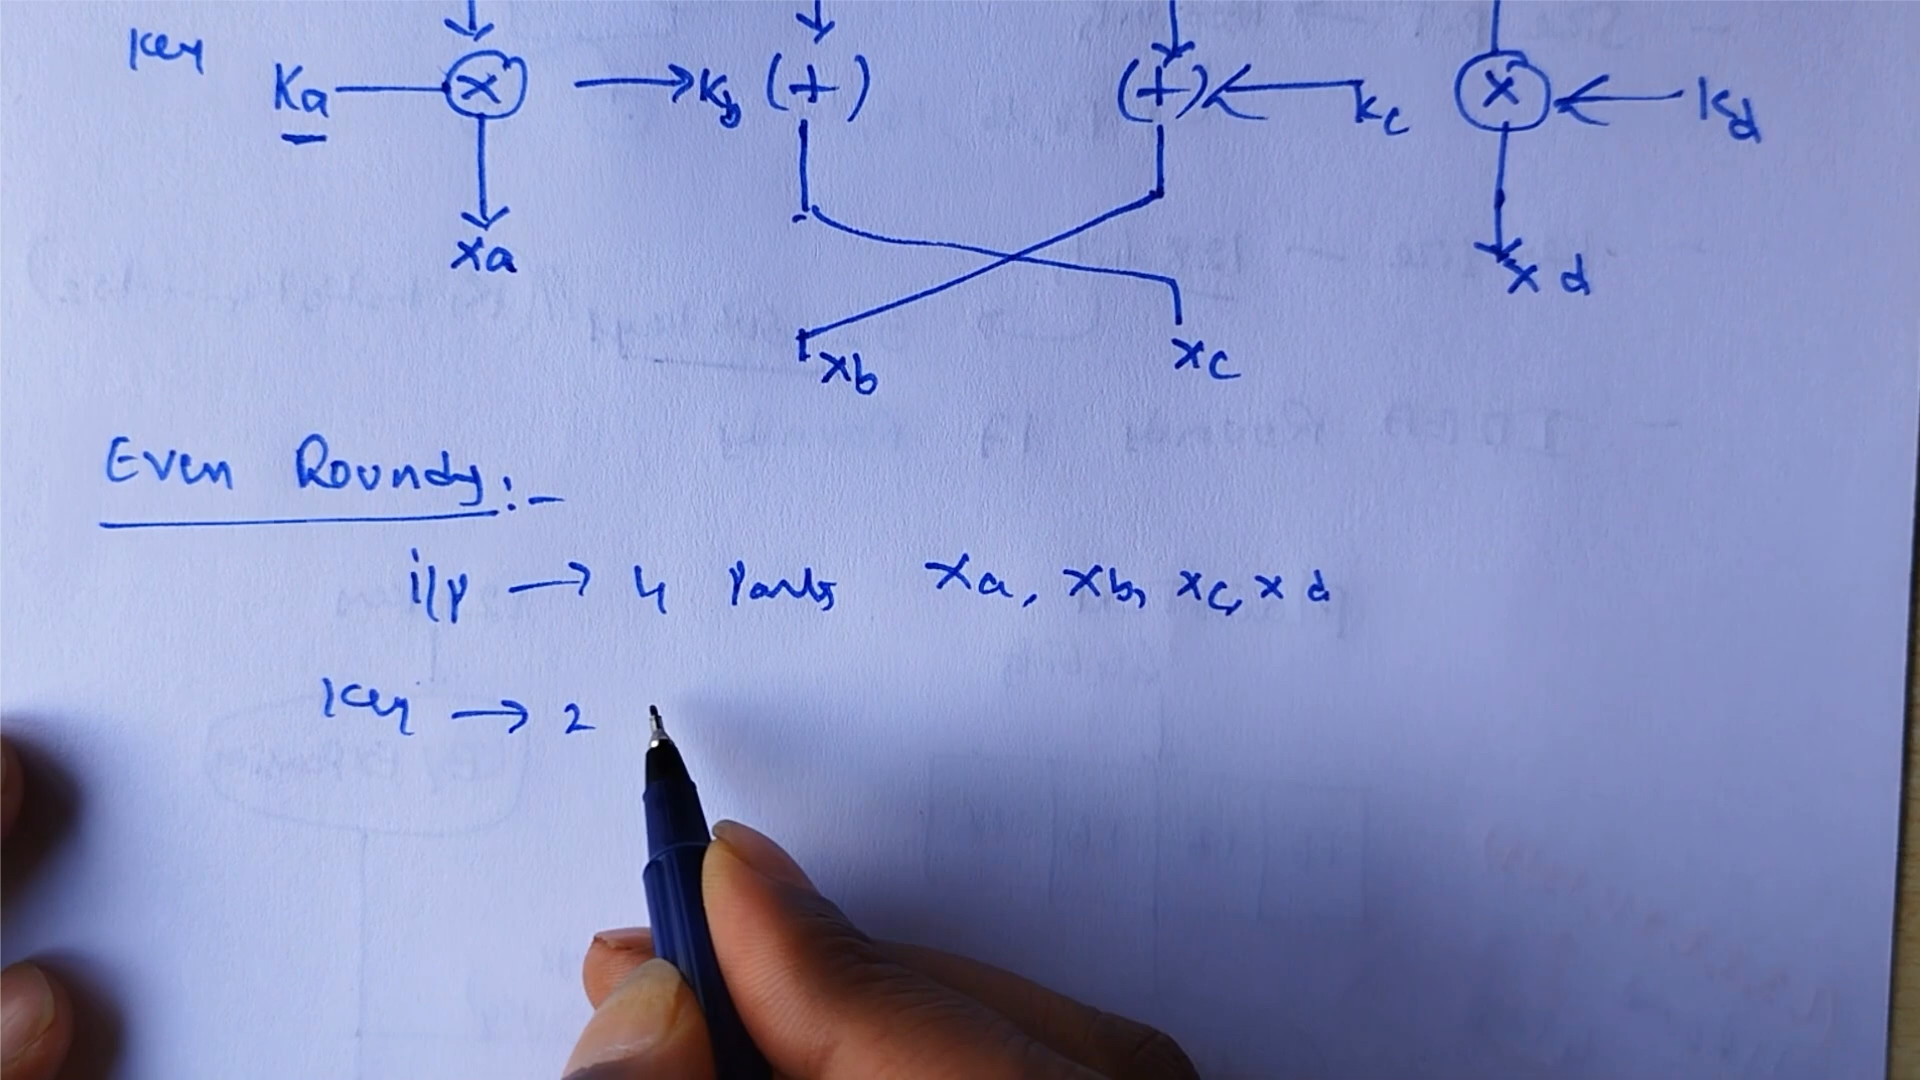 Key Ka X Kb (+) (+) Kc X Kd
Xa Xd
Xb Xc
Even Rounds:-
i/p → 4 Parts Xa, Xb, Xc, Xd
Key → 2